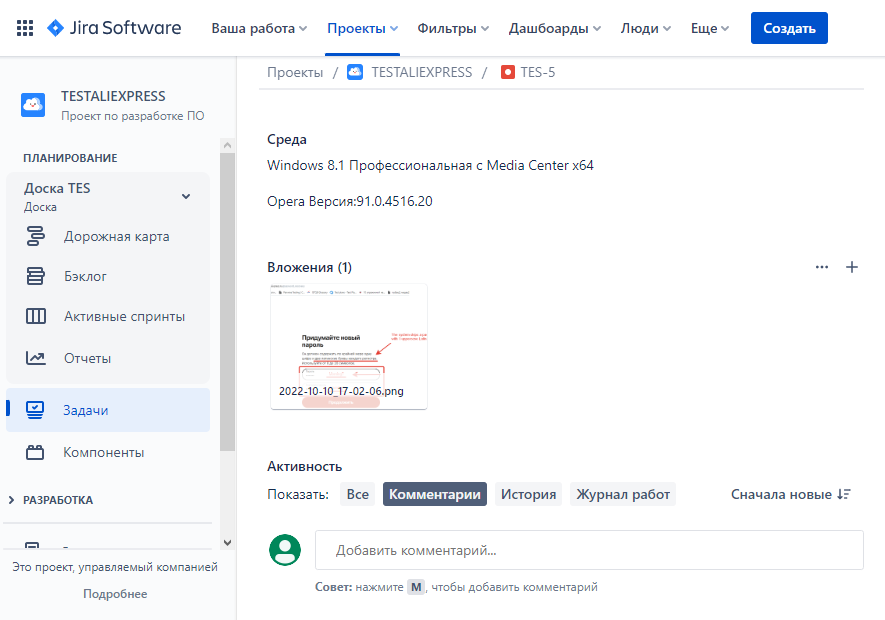 Jira Software
Ваша работа
Проекты
Фильтры
Дашбоарды
Люди
Еще
Создать
TESTALIEXPRESS
Проект по разработке ПО
ПЛАНИРОВАНИЕ
Доска TES
Доска
Дорожная карта
Бэклог
Активные спринты
Отчеты
Задачи
Компоненты
РАЗРАБОТКА
Это проект, управляемый компанией
Подробнее
Проекты / TESTALIEXPRESS / TES-5
Среда
Windows 8.1 Профессиональная с Media Center x64
Opera Версия:91.0.4516.20
Вложения (1)
Придумайте новый
пароль
2022-10-10_17-02-06.png
Активность
Показать: Все Комментарии История Журнал работ Сначала новые
Добавить комментарий...
Совет: нажмите M, чтобы добавить комментарий